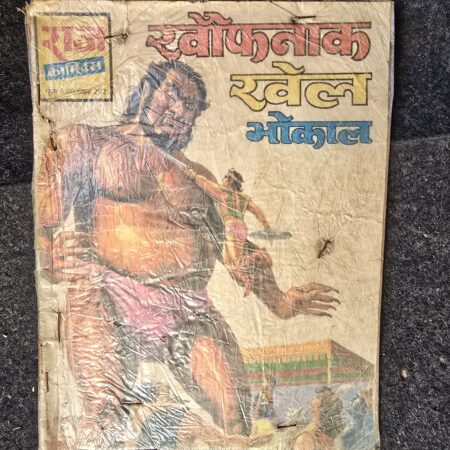 राज
कॉमिक्स
खौफनाक
खेल
भोकाल